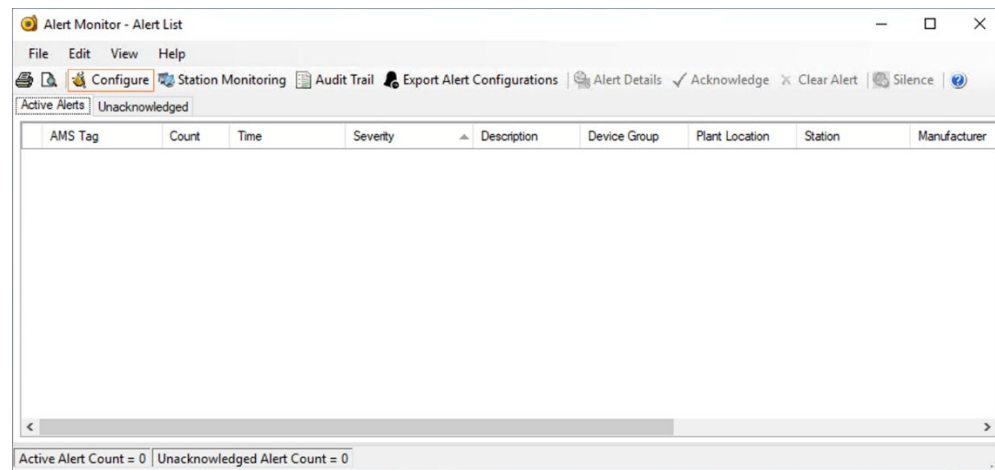 Alert Monitor - Alert List
File Edit View Help
Configure Station Monitoring Audit Trail Export Alert Configurations Alert Details Acknowledge Clear Alert Silence ?
Active Alerts Unacknowledged
AMS Tag Count Time Severity Description Device Group Plant Location Station Manufacturer
Active Alert Count = 0 Unacknowledged Alert Count = 0